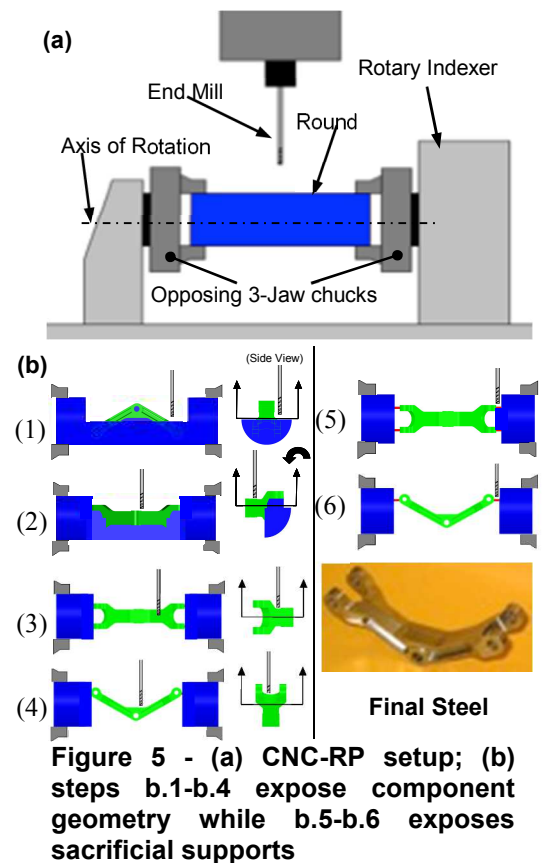 (a)
End Mill
Round
Rotary Indexer
Axis of Rotation
Opposing 3-Jaw chucks
(b)
(Side View)
(1)
(2)
(3)
(4)
(5)
(6)
Final Steel
Figure 5 - (a) CNC-RP setup; (b)
steps b.1-b.4 expose component
geometry while b.5-b.6 exposes
sacrificial supports